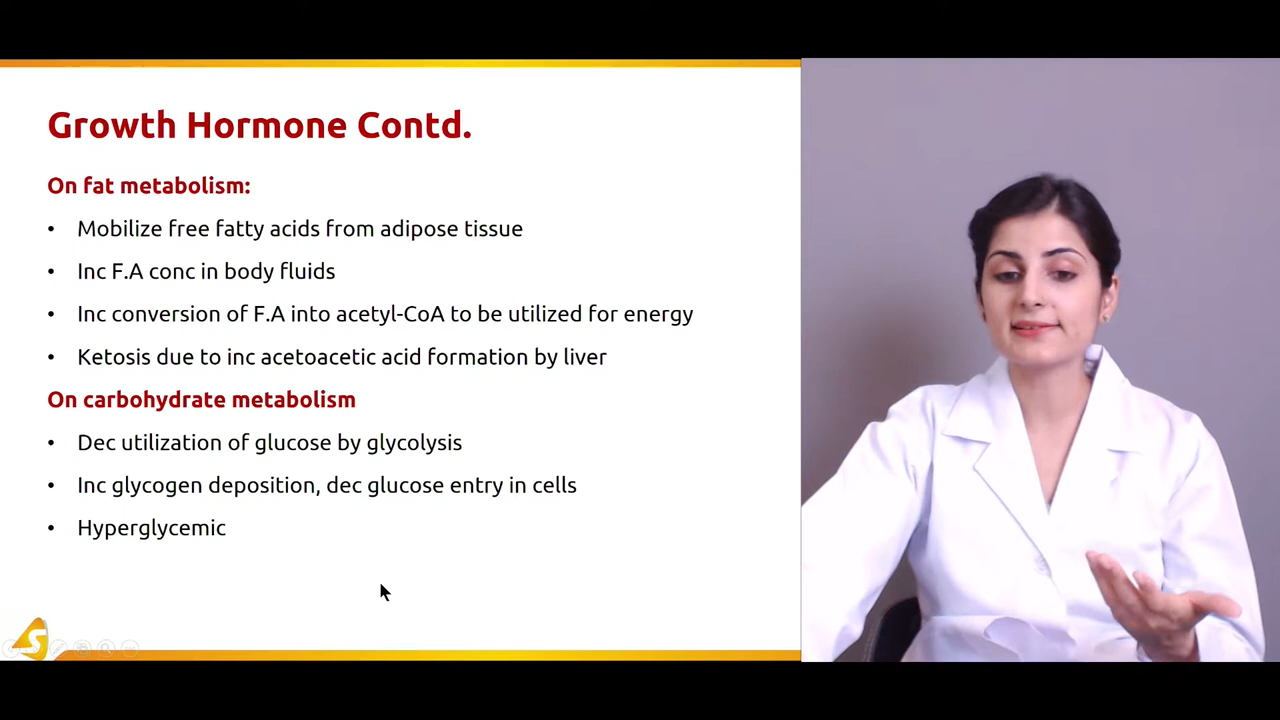 Growth Hormone Contd.
On fat metabolism:
• Mobilize free fatty acids from adipose tissue
• Inc F.A conc in body fluids
• Inc conversion of F.A into acetyl-CoA to be utilized for energy
• Ketosis due to inc acetoacetic acid formation by liver
On carbohydrate metabolism
• Dec utilization of glucose by glycolysis
• Inc glycogen deposition, dec glucose entry in cells
• Hyperglycemic
S